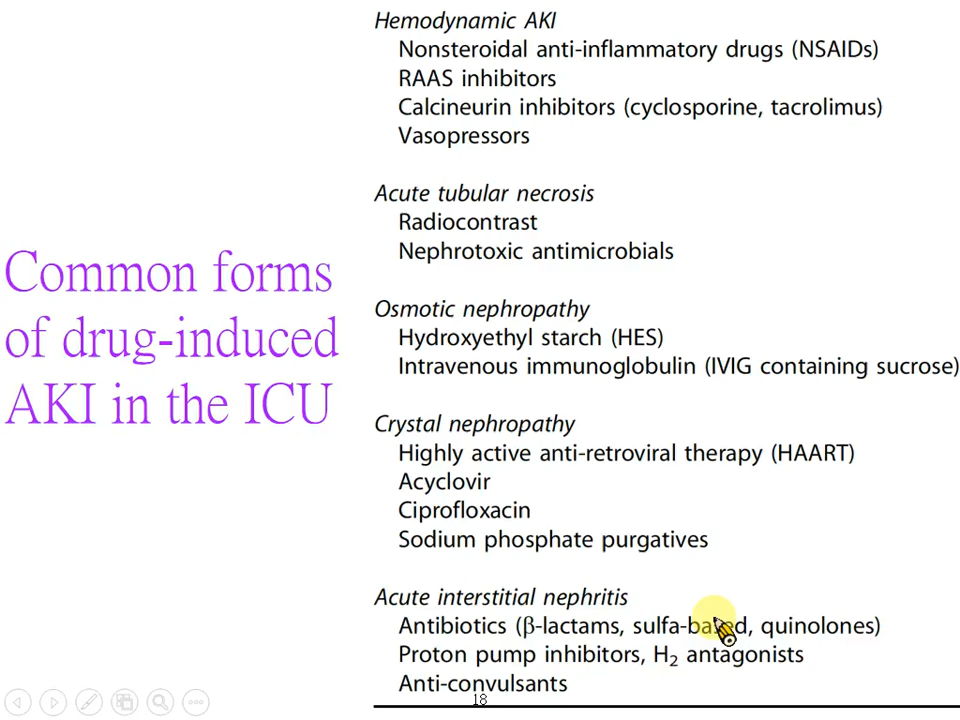 Common forms
of drug-induced
AKI in the ICU
Hemodynamic AKI
Nonsteroidal anti-inflammatory drugs (NSAIDs)
RAAS inhibitors
Calcineurin inhibitors (cyclosporine, tacrolimus)
Vasopressors
Acute tubular necrosis
Radiocontrast
Nephrotoxic antimicrobials
Osmotic nephropathy
Hydroxyethyl starch (HES)
Intravenous immunoglobulin (IVIG containing sucrose)
Crystal nephropathy
Highly active anti-retroviral therapy (HAART)
Acyclovir
Ciprofloxacin
Sodium phosphate purgatives
Acute interstitial nephritis
Antibiotics (β-lactams, sulfa-based, quinolones)
Proton pump inhibitors, H₂ antagonists
Anti-convulsants
18